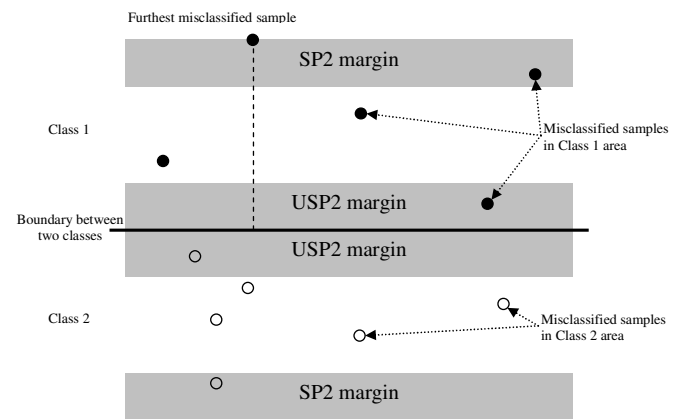 Furthest misclassified sample
SP2 margin
Class 1
Misclassified samples
in Class 1 area
USP2 margin
Boundary between
two classes
USP2 margin
Class 2
Misclassified samples
in Class 2 area
SP2 margin